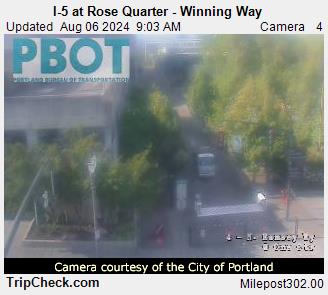 I-5 at Rose Quarter - Winning Way
Updated Aug 06 2024 9:03 AM Camera 4
PBOT
PORTLAND BUREAU OF TRANSPORTATION
Camera courtesy of the City of Portland
TripCheck.com Milepost302.00